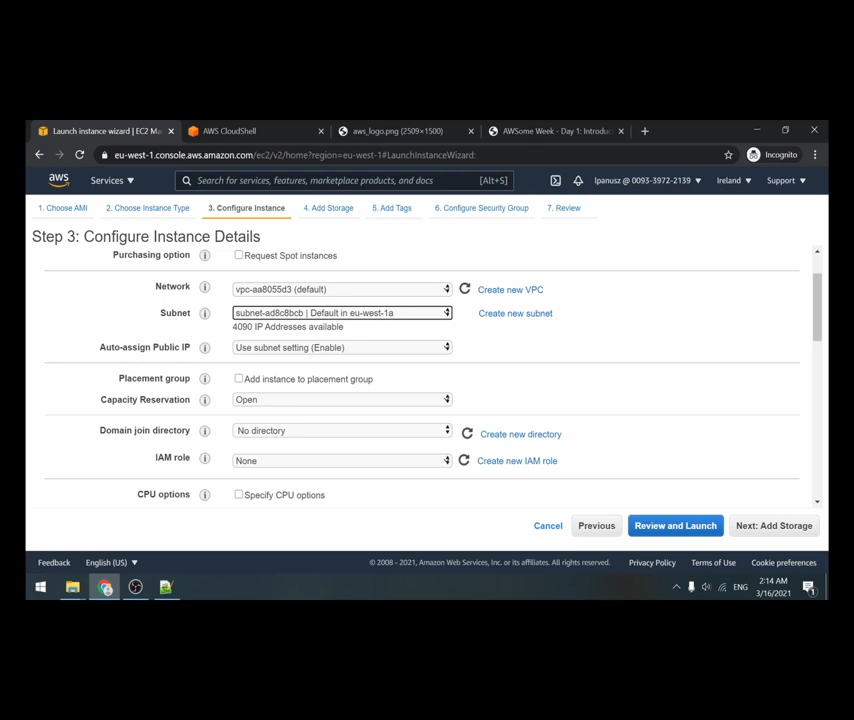 Launch instance wizard | EC2 Ma
AWS CloudShell
aws_logo.png (2509×1500)
AWSome Week - Day 1: Introduc
eu-west-1.console.aws.amazon.com/ec2/v2/home?region=eu-west-1#LaunchInstanceWizard:
Incognito
aws
Services
Search for services, features, marketplace products, and docs
[Alt+S]
lpanusz @ 0093-3972-2139
Ireland
Support
1. Choose AMI
2. Choose Instance Type
3. Configure Instance
4. Add Storage
5. Add Tags
6. Configure Security Group
7. Review
Step 3: Configure Instance Details
Purchasing option
Request Spot instances
Network
vpc-aa8055d3 (default)
Create new VPC
Subnet
subnet-ad8c8bcb | Default in eu-west-1a
Create new subnet
4090 IP Addresses available
Auto-assign Public IP
Use subnet setting (Enable)
Placement group
Add instance to placement group
Capacity Reservation
Open
Domain join directory
No directory
Create new directory
IAM role
None
Create new IAM role
CPU options
Specify CPU options
Cancel
Previous
Review and Launch
Next: Add Storage
Feedback
English (US)
© 2008 - 2021, Amazon Web Services, Inc. or its affiliates. All rights reserved.
Privacy Policy
Terms of Use
Cookie preferences
ENG
2:14 AM
3/16/2021
1